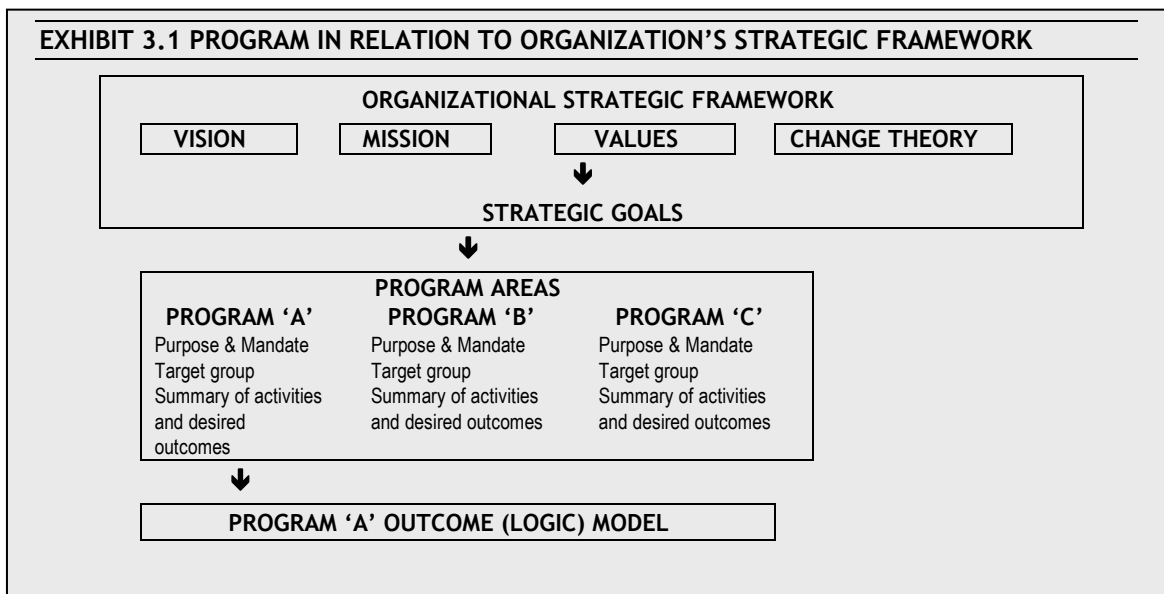 EXHIBIT 3.1 PROGRAM IN RELATION TO ORGANIZATION’S STRATEGIC FRAMEWORK
ORGANIZATIONAL STRATEGIC FRAMEWORK
VISION MISSION VALUES CHANGE THEORY
STRATEGIC GOALS
PROGRAM AREAS
PROGRAM ‘A’
Purpose & Mandate
Target group
Summary of activities
and desired
outcomes
PROGRAM ‘B’
Purpose & Mandate
Target group
Summary of activities
and desired outcomes
PROGRAM ‘C’
Purpose & Mandate
Target group
Summary of activities
and desired outcomes
PROGRAM ‘A’ OUTCOME (LOGIC) MODEL